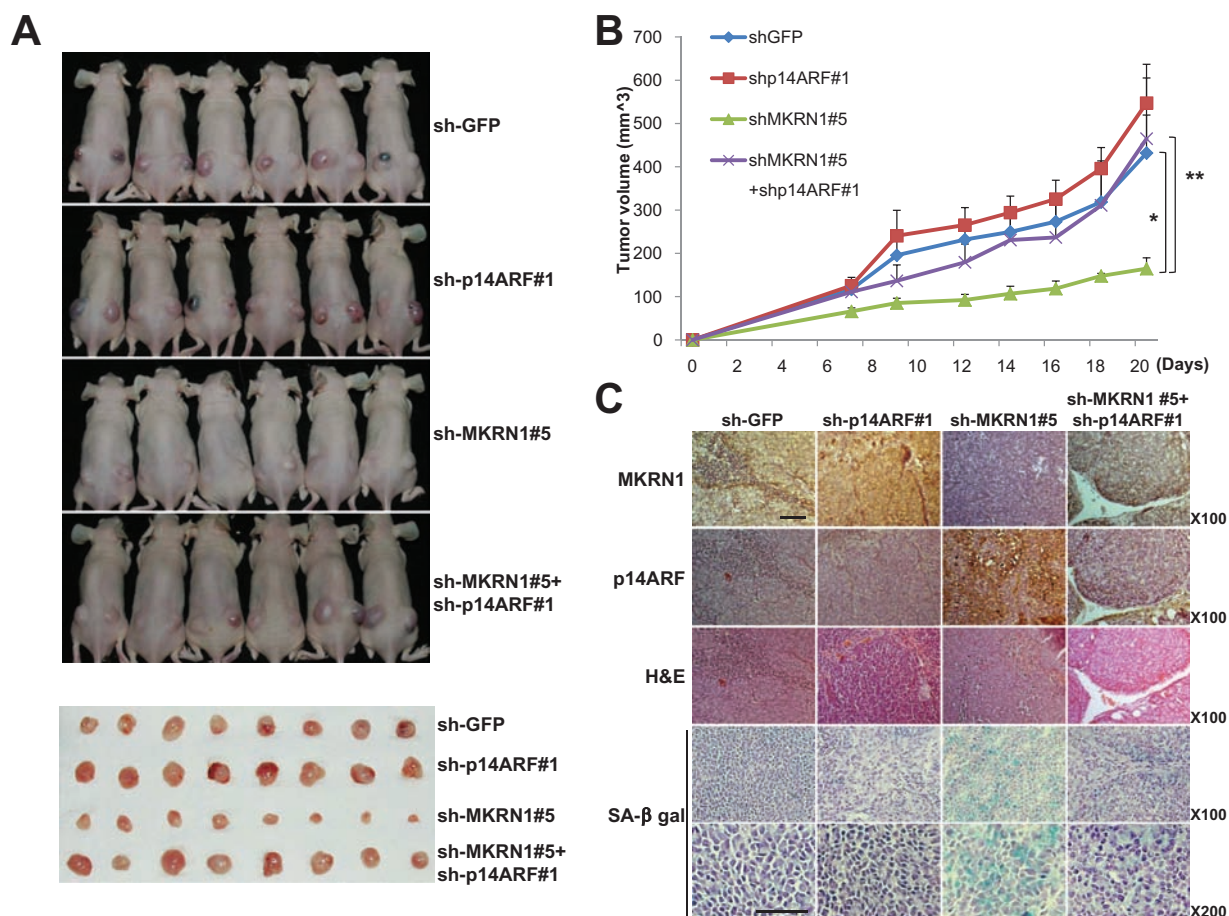 A
sh-GFP
sh-p14ARF#1
sh-MKRN1#5
sh-MKRN1#5+
sh-p14ARF#1
sh-GFP
sh-p14ARF#1
sh-MKRN1#5
sh-MKRN1#5+
sh-p14ARF#1
B
Tumor volume (mm^3)
700
600
500
400
300
200
100
0
0 2 4 6 8 10 12 14 16 18 20 (Days)
shGFP
shp14ARF#1
shMKRN1#5
shMKRN1#5
+shp14ARF#1
*
**
C
sh-GFP sh-p14ARF#1 sh-MKRN1#5 sh-MKRN1 #5+
sh-p14ARF#1
MKRN1
X100
p14ARF
X100
H&E
X100
SA-β gal
X100
X200